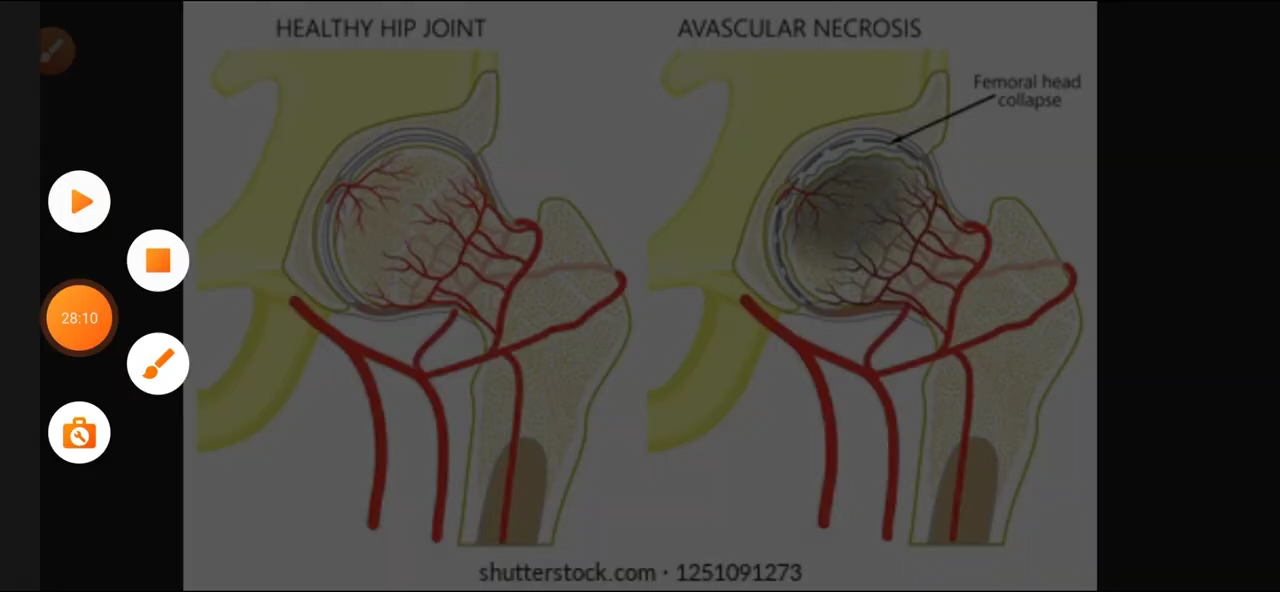 HEALTHY HIP JOINT
AVASCULAR NECROSIS
Femoral head
collapse
28:10
shutterstock.com · 1251091273